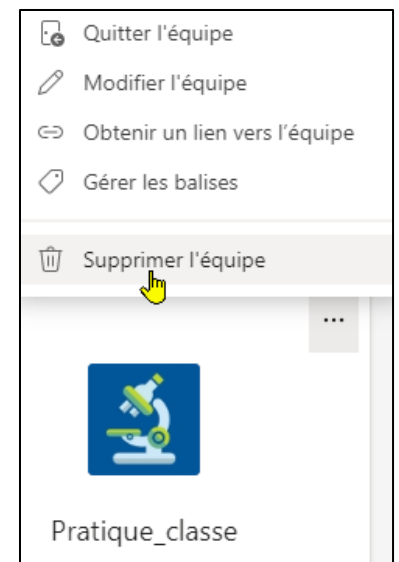 Quitter l'équipe
Modifier l'équipe
Obtenir un lien vers l’équipe
Gérer les balises
Supprimer l'équipe
...
Pratique_classe